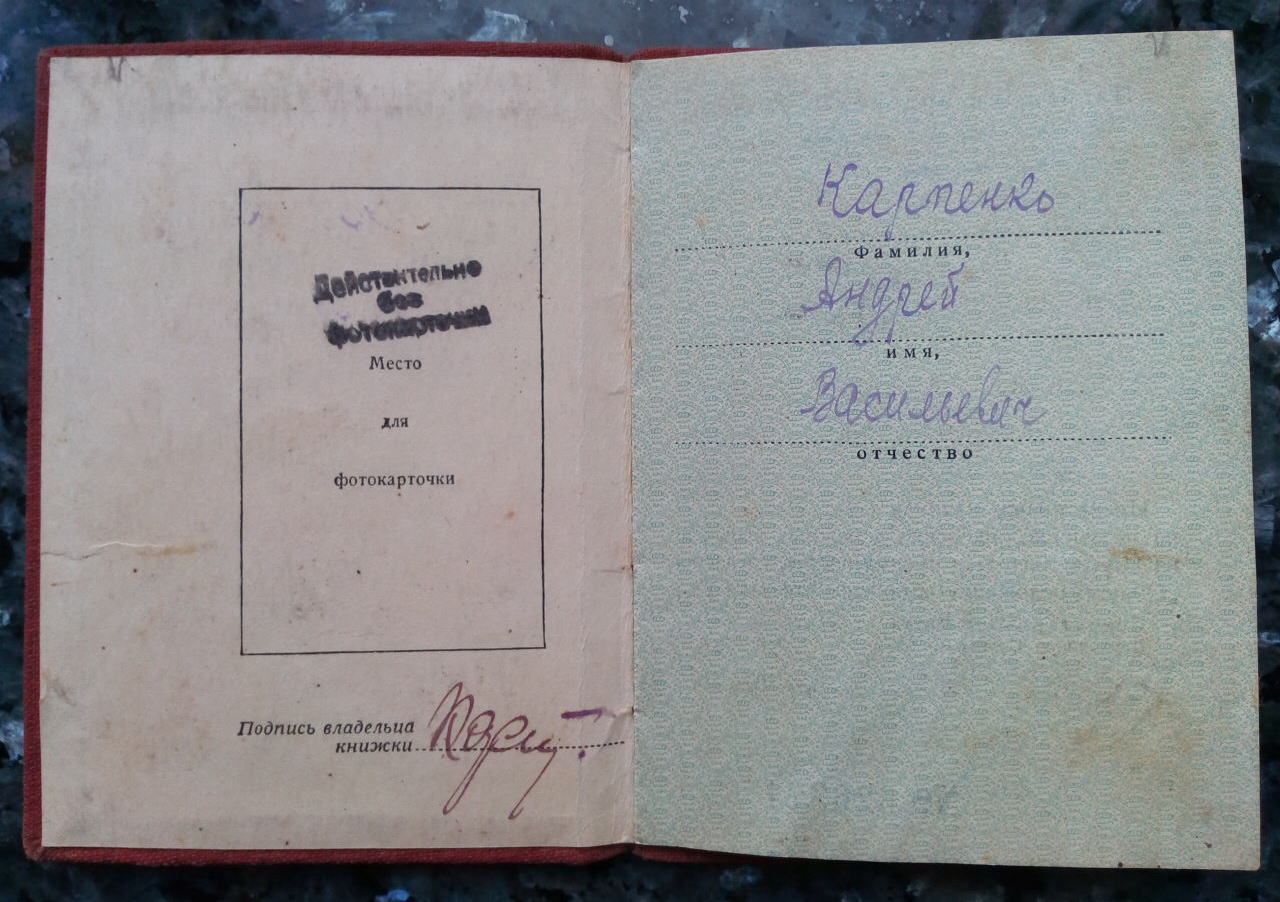 Действительно
без
фотокарточки
Место
для
фотокарточки
Подпись владельца
книжки
Карпенко
Фамилия,
Андрей
имя,
Васильевич
отчество